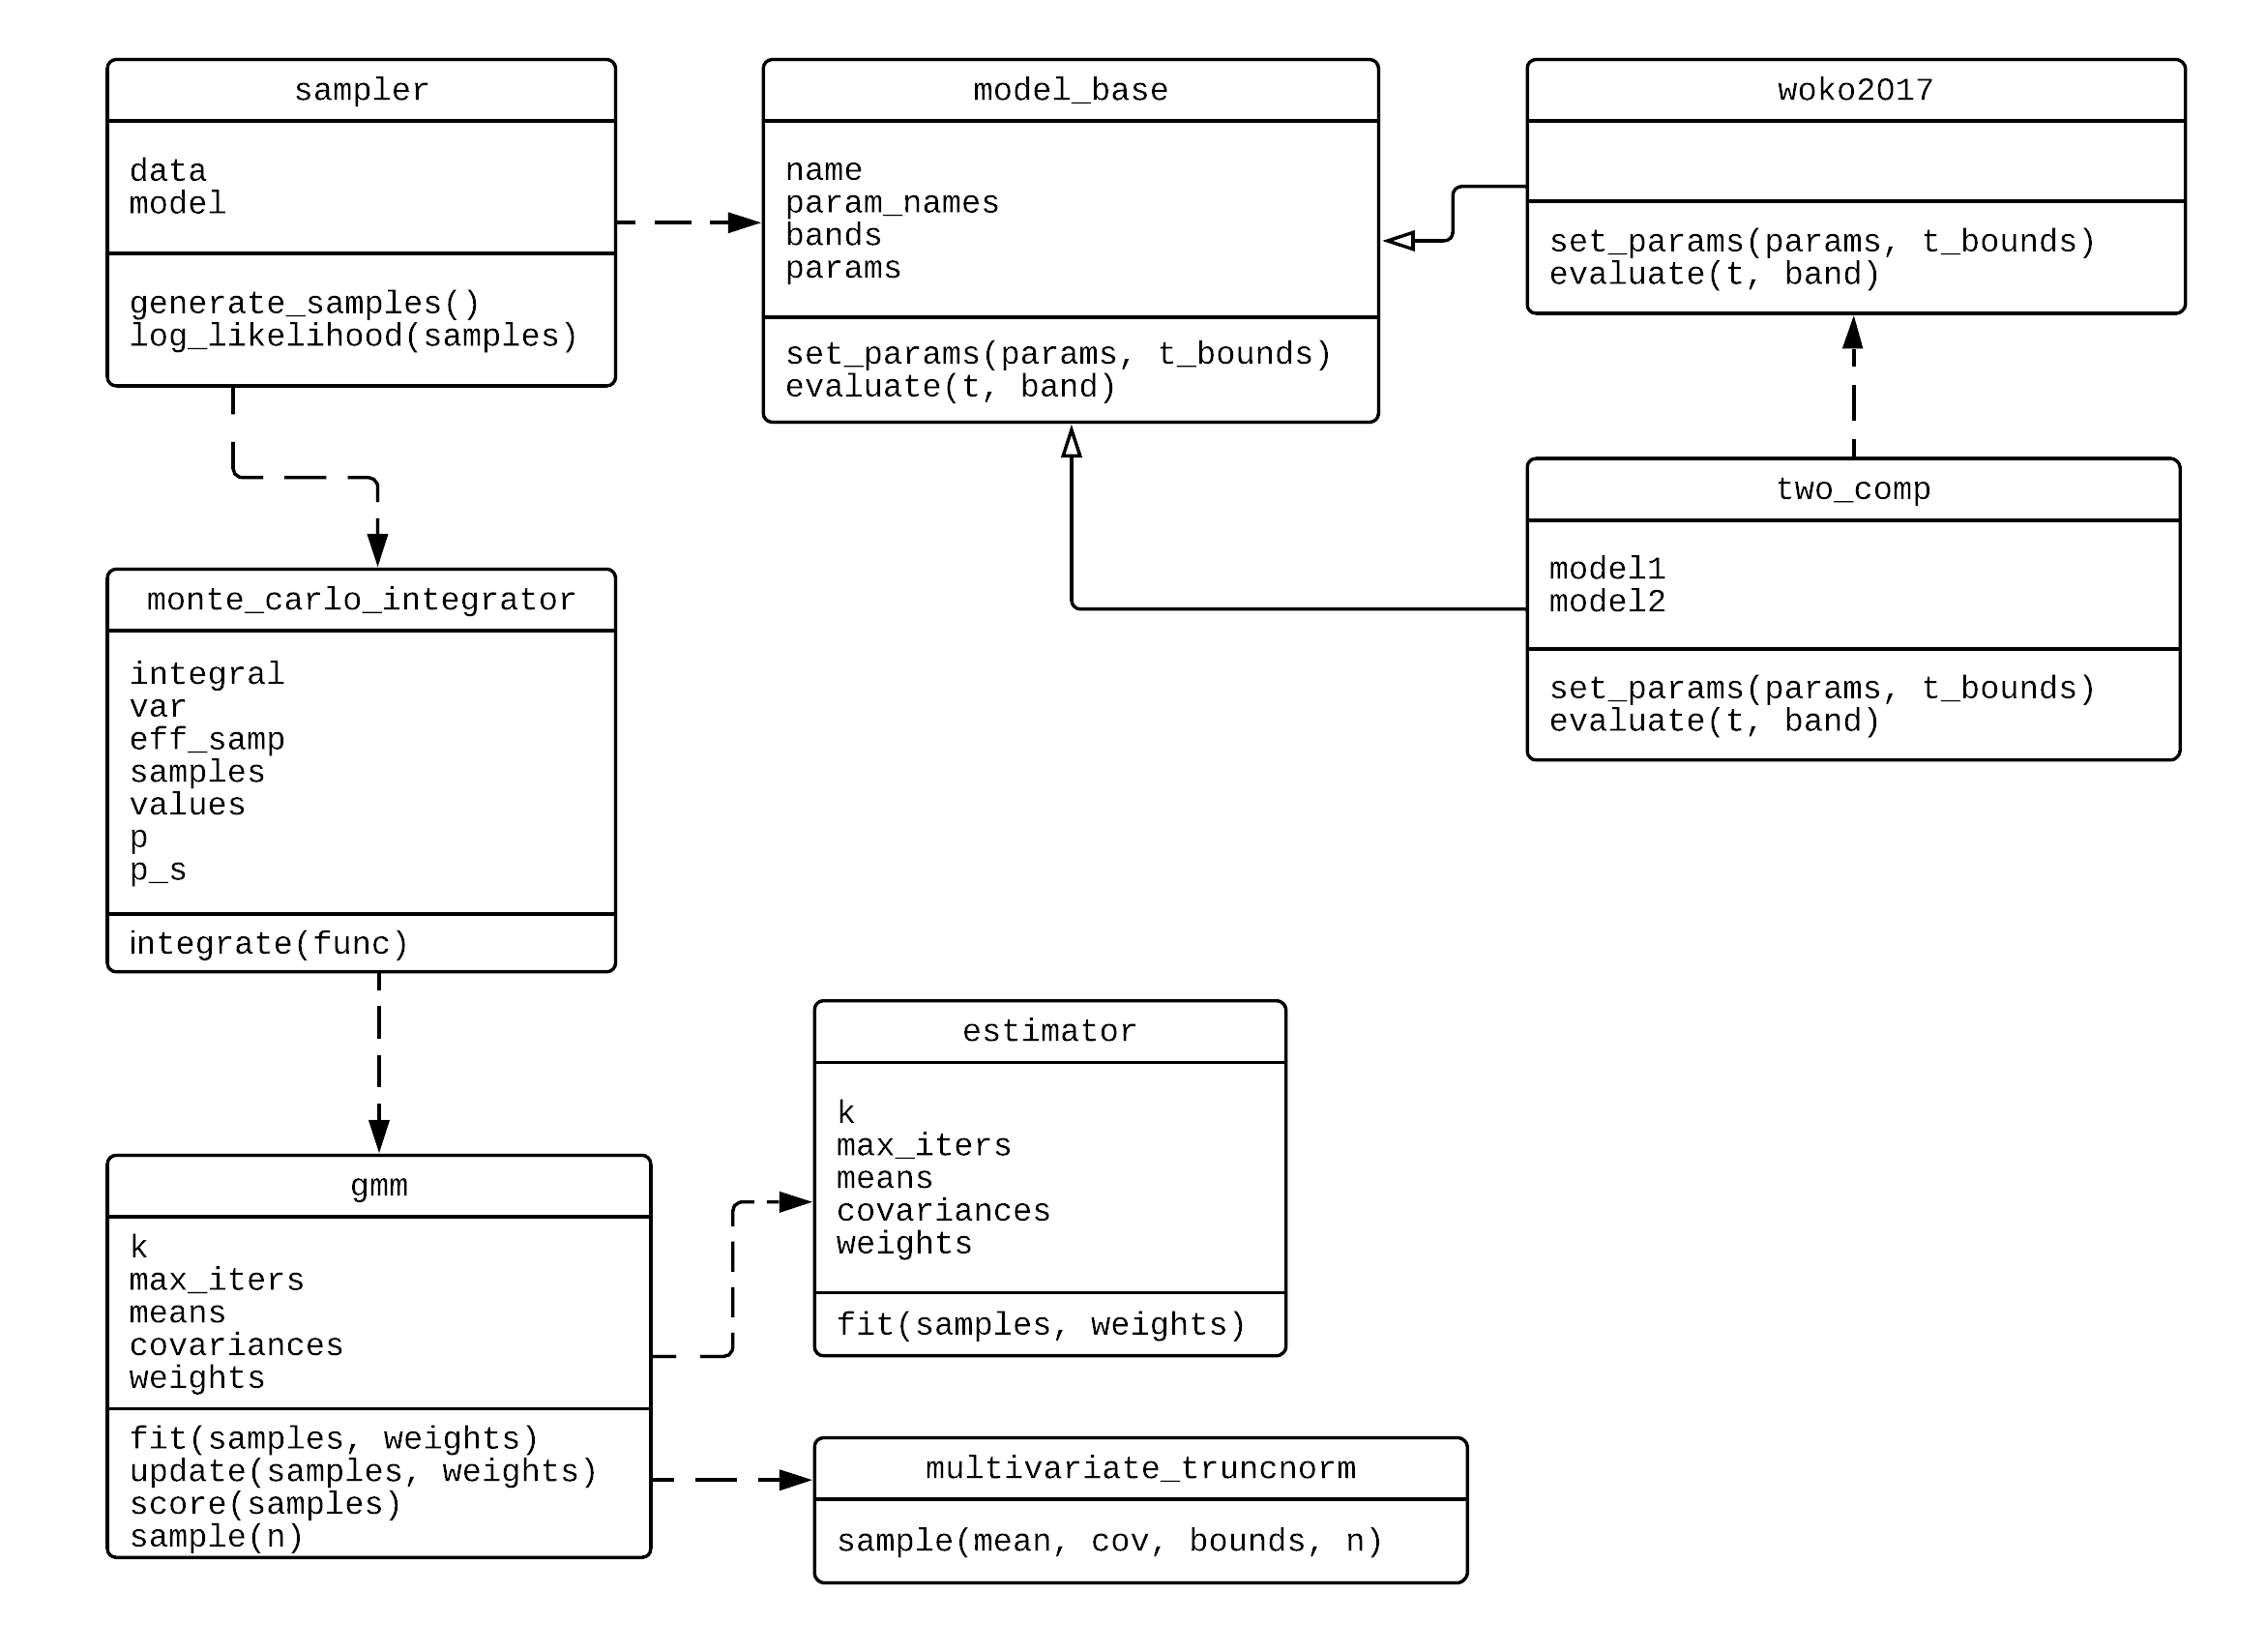 sampler
data
model
generate_samples()
log_likelihood(samples)
model_base
name
param_names
bands
params
set_params(params, t_bounds)
evaluate(t, band)
woko2017
set_params(params, t_bounds)
evaluate(t, band)
two_comp
model1
model2
set_params(params, t_bounds)
evaluate(t, band)
monte_carlo_integrator
integral
var
eff_samp
samples
values
p
p_s
integrate(func)
estimator
k
max_iters
means
covariances
weights
fit(samples, weights)
gmm
k
max_iters
means
covariances
weights
fit(samples, weights)
update(samples, weights)
score(samples)
sample(n)
multivariate_truncnorm
sample(mean, cov, bounds, n)